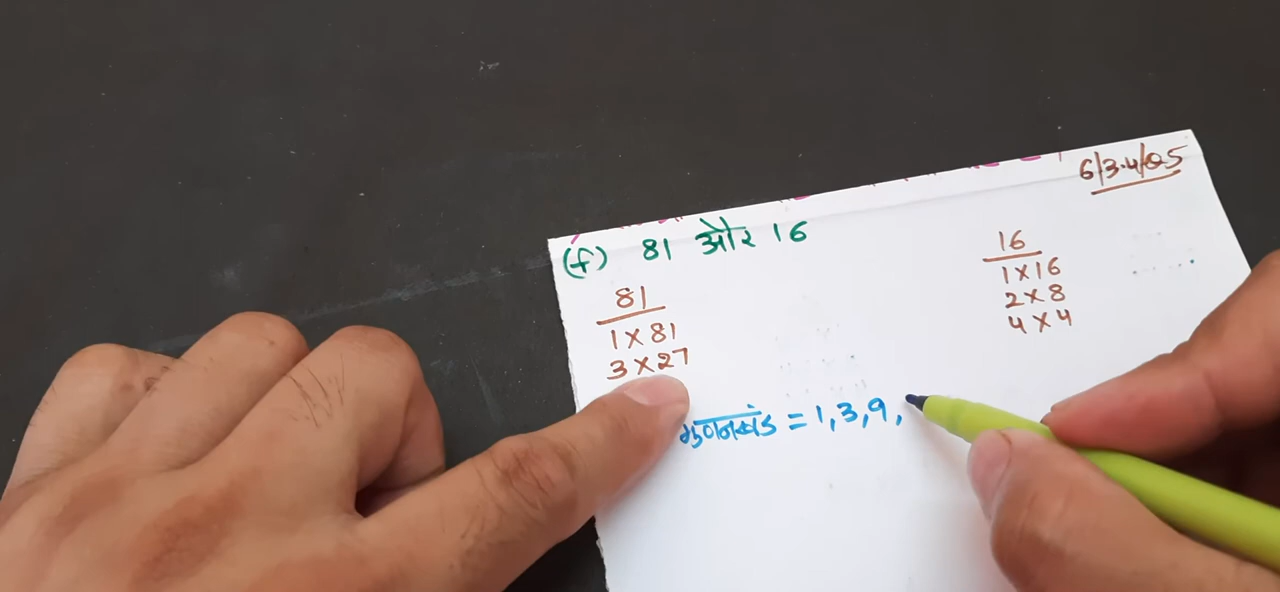 6/3.4/Q5
(f) 81 और 16
81
1 X 81
3 X 27
16
1 X 16
2 X 8
4 X 4
गुणनखंड = 1, 3, 9,